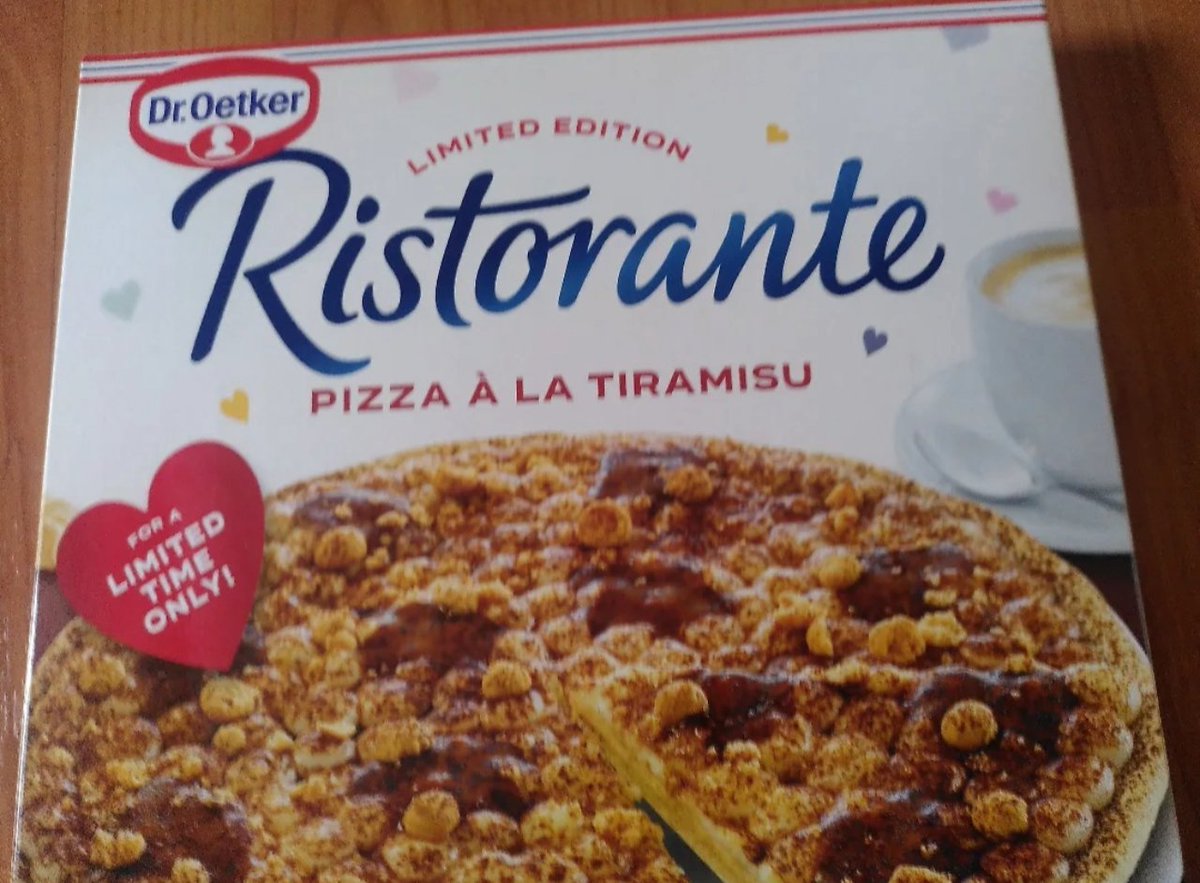 Dr.Oetker
LIMITED EDITION
Ristorante
PIZZA À LA TIRAMISU
FOR A
LIMITED
TIME
ONLY!